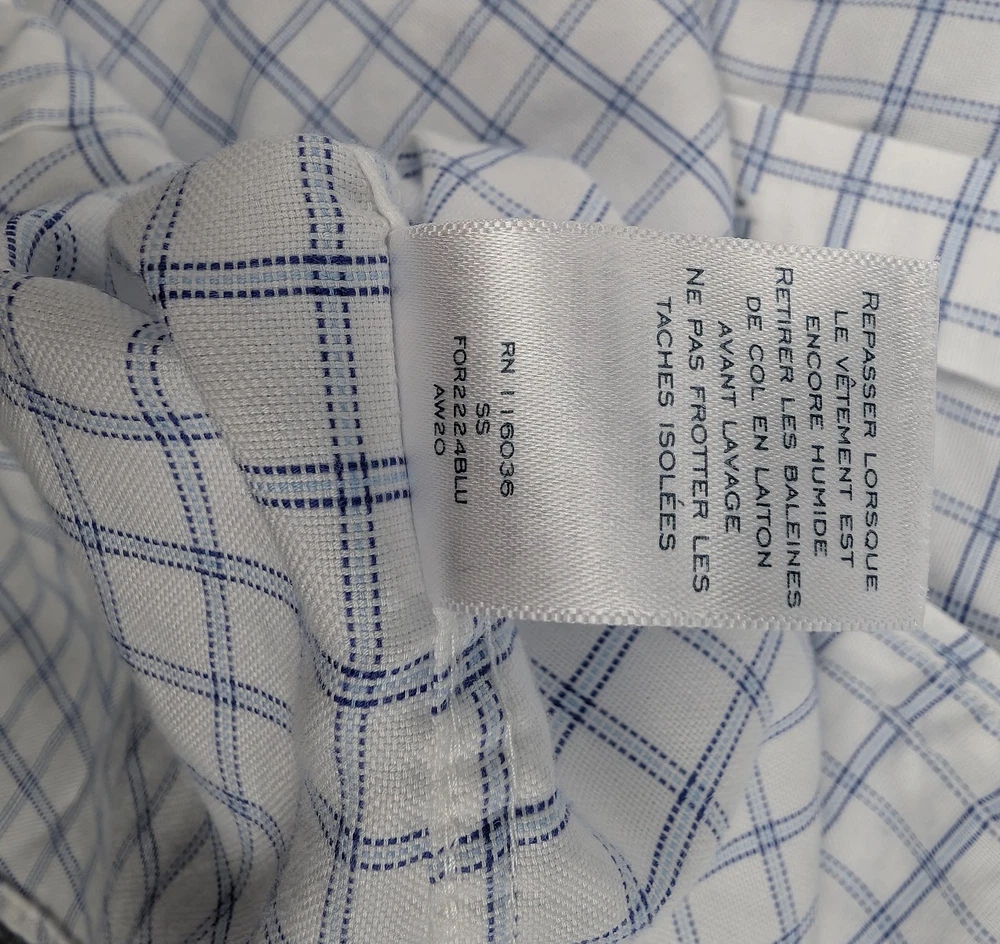 REPASSER LORSQUE
LE VÊTEMENT EST
ENCORE HUMIDE
RETIRER LES BALEINES
DE COL EN LAITON
AVANT LAVAGE
NE PAS FROTTER LES
TACHES ISOLÉES
RN 116036
SS
FOR2224BLU
AW20